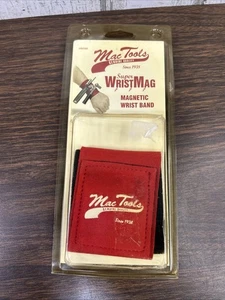 Mac Tools
Since 1938
Super
WRISTMAG
MAGNETIC
WRIST BAND
Mac Tools
Since 1938